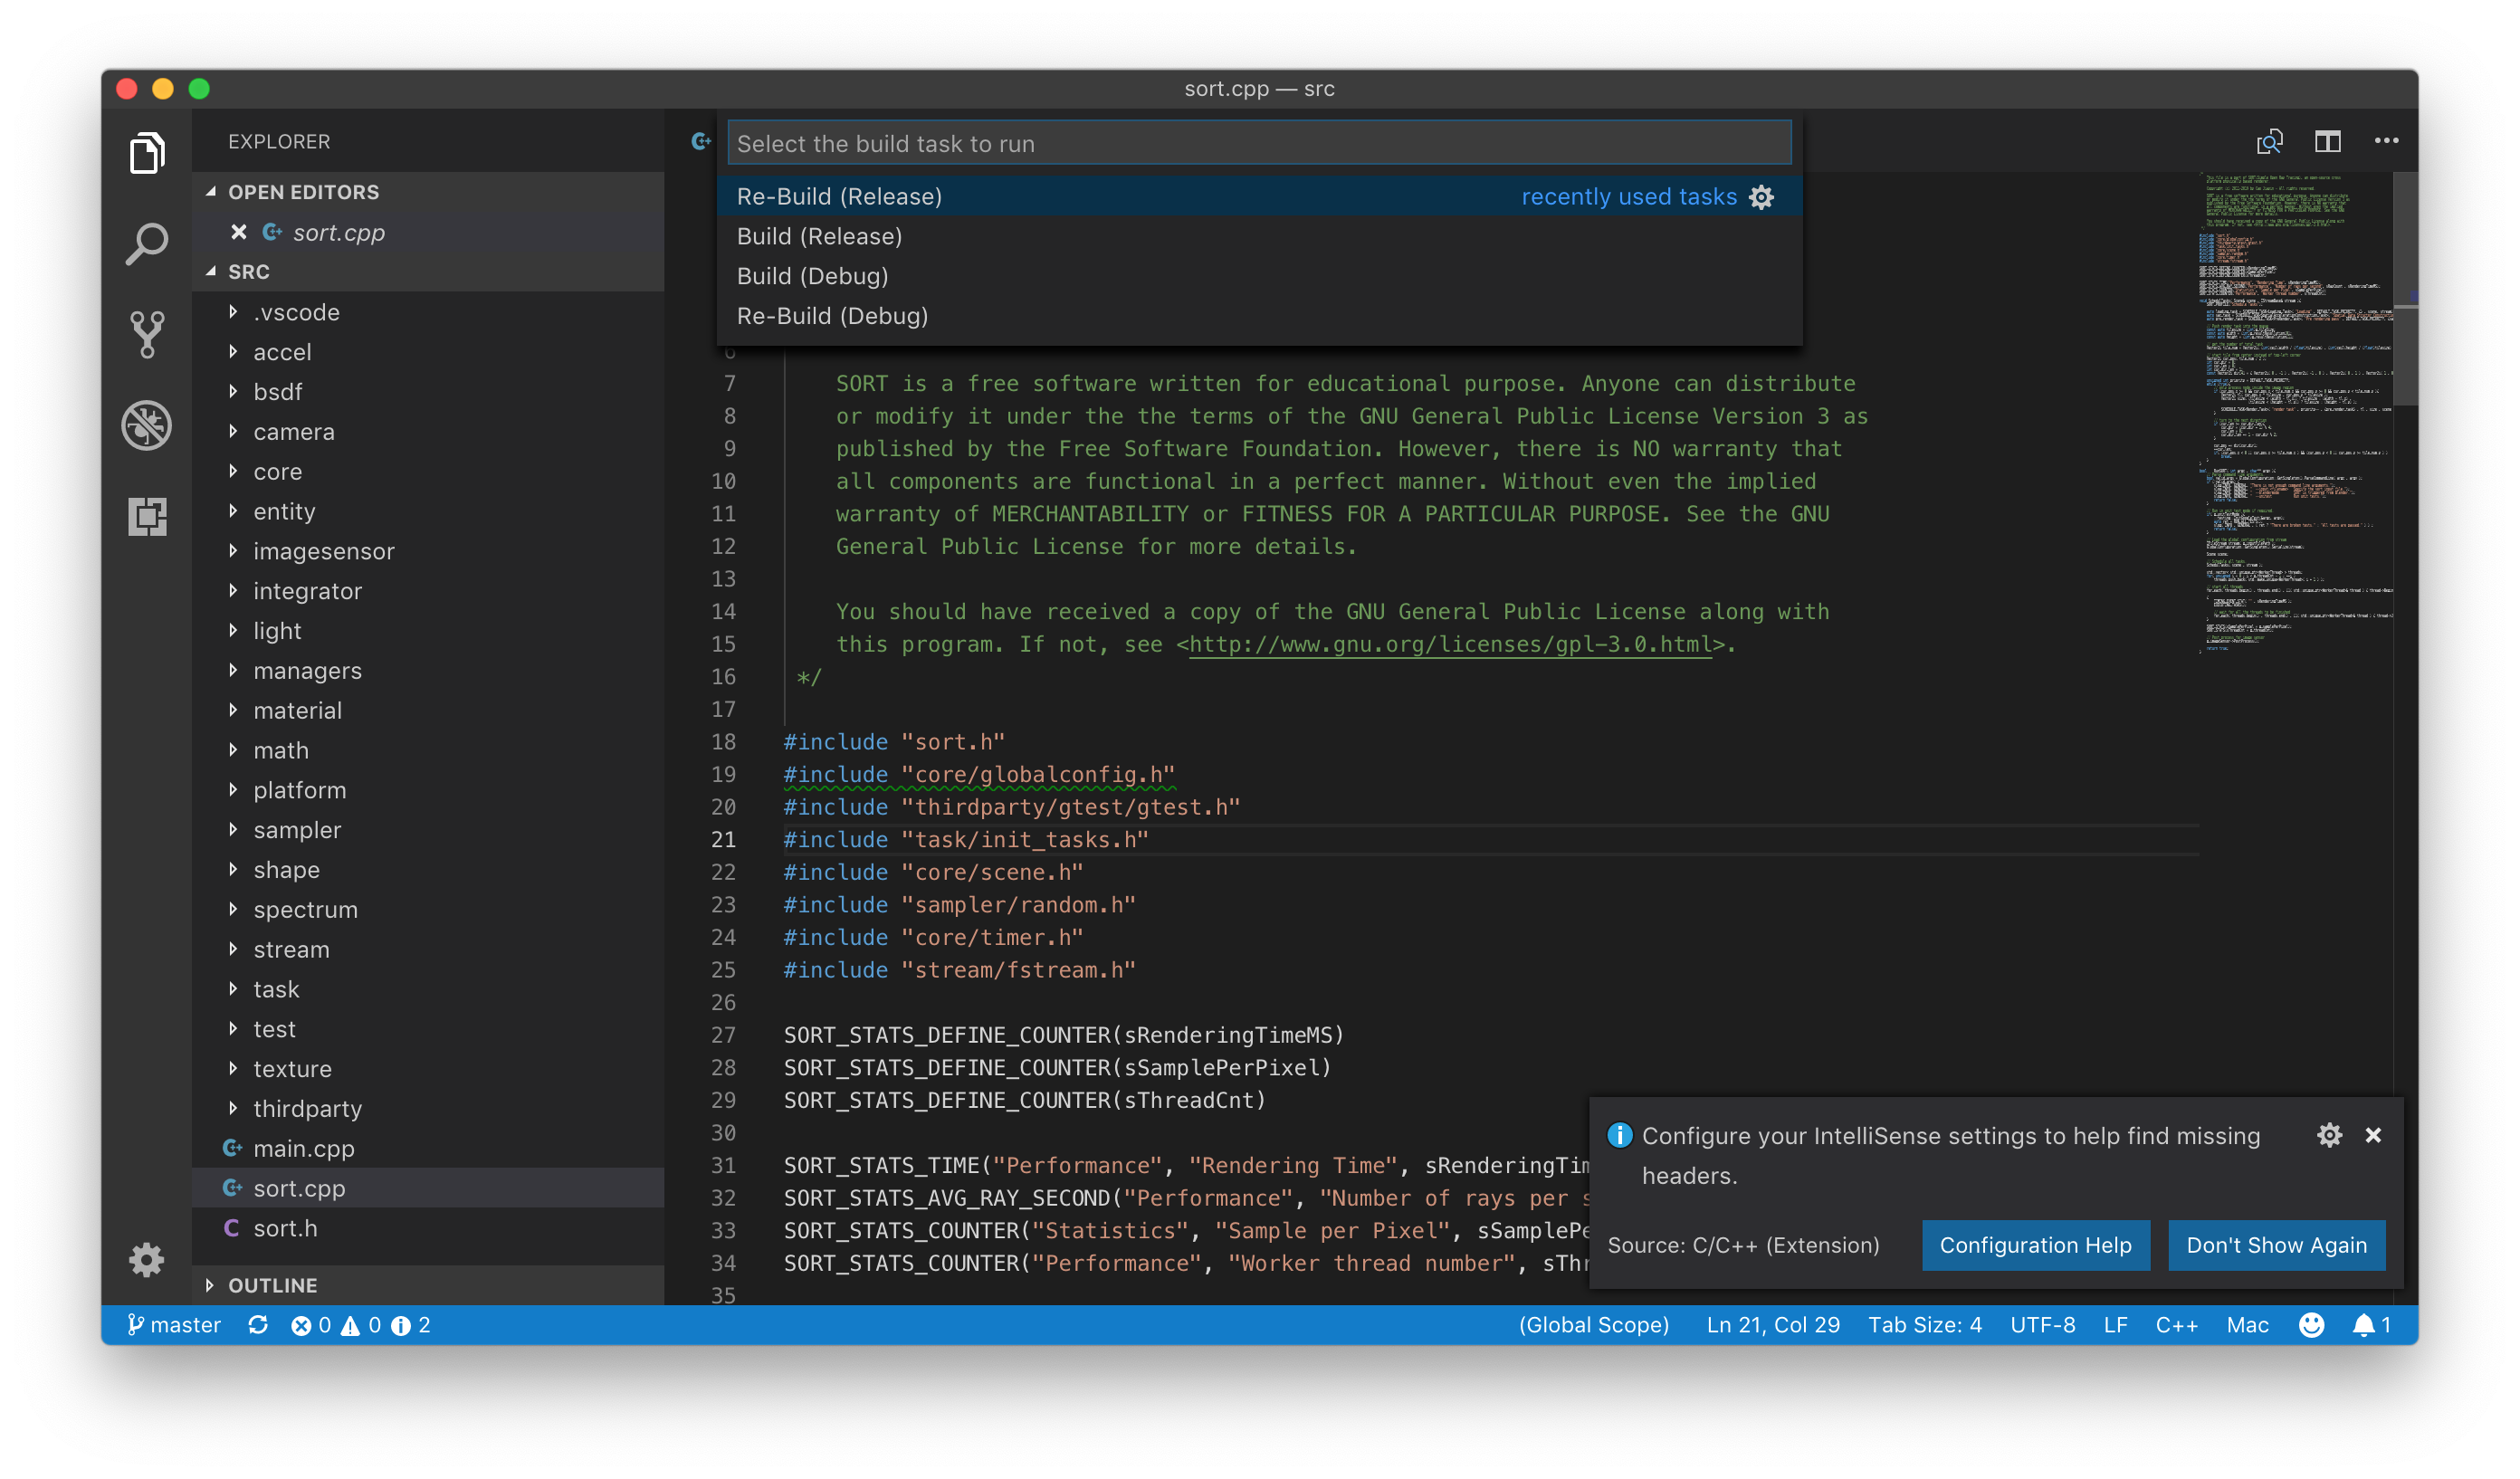 sort.cpp — src
EXPLORER
OPEN EDITORS
sort.cpp
SRC
.vscode
accel
bsdf
camera
core
entity
imagesensor
integrator
light
managers
material
math
platform
sampler
shape
spectrum
stream
task
test
texture
thirdparty
main.cpp
sort.cpp
sort.h
OUTLINE
Select the build task to run
Re-Build (Release) recently used tasks
Build (Release)
Build (Debug)
Re-Build (Debug)
6
7 SORT is a free software written for educational purpose. Anyone can distribute
8 or modify it under the the terms of the GNU General Public License Version 3 as
9 published by the Free Software Foundation. However, there is NO warranty that
10 all components are functional in a perfect manner. Without even the implied
11 warranty of MERCHANTABILITY or FITNESS FOR A PARTICULAR PURPOSE. See the GNU
12 General Public License for more details.
13
14 You should have received a copy of the GNU General Public License along with
15 this program. If not, see <http://www.gnu.org/licenses/gpl-3.0.html>.
16 */
17
18 #include "sort.h"
19 #include "core/globalconfig.h"
20 #include "thirdparty/gtest/gtest.h"
21 #include "task/init_tasks.h"
22 #include "core/scene.h"
23 #include "sampler/random.h"
24 #include "core/timer.h"
25 #include "stream/fstream.h"
26
27 SORT_STATS_DEFINE_COUNTER(sRenderingTimeMS)
28 SORT_STATS_DEFINE_COUNTER(sSamplePerPixel)
29 SORT_STATS_DEFINE_COUNTER(sThreadCnt)
30
31 SORT_STATS_TIME("Performance", "Rendering Time", sRenderingTim
32 SORT_STATS_AVG_RAY_SECOND("Performance", "Number of rays per s
33 SORT_STATS_COUNTER("Statistics", "Sample per Pixel", sSamplePe
34 SORT_STATS_COUNTER("Performance", "Worker thread number", sThr
35
Configure your IntelliSense settings to help find missing
headers.
Source: C/C++ (Extension) Configuration Help Don't Show Again
master 0 0 2 (Global Scope) Ln 21, Col 29 Tab Size: 4 UTF-8 LF C++ Mac 1